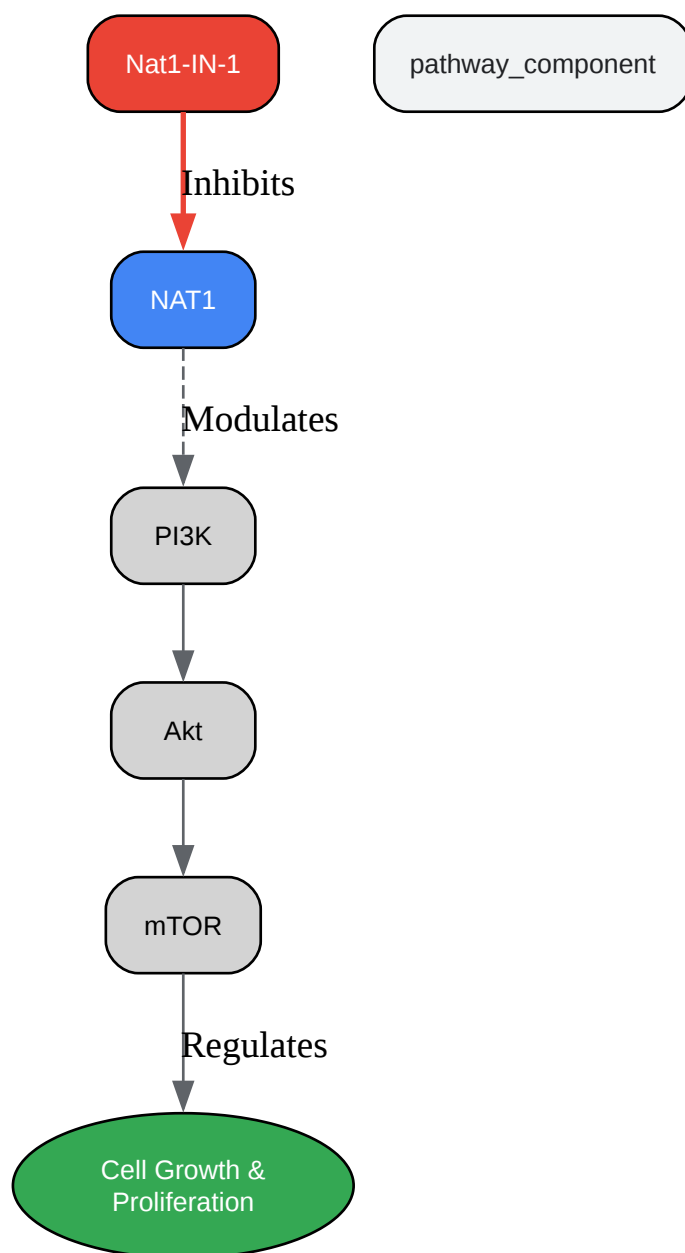 Nat1-IN-1
pathway_component
Inhibits
NAT1
Modulates
PI3K
Akt
mTOR
Regulates
Cell Growth &
Proliferation